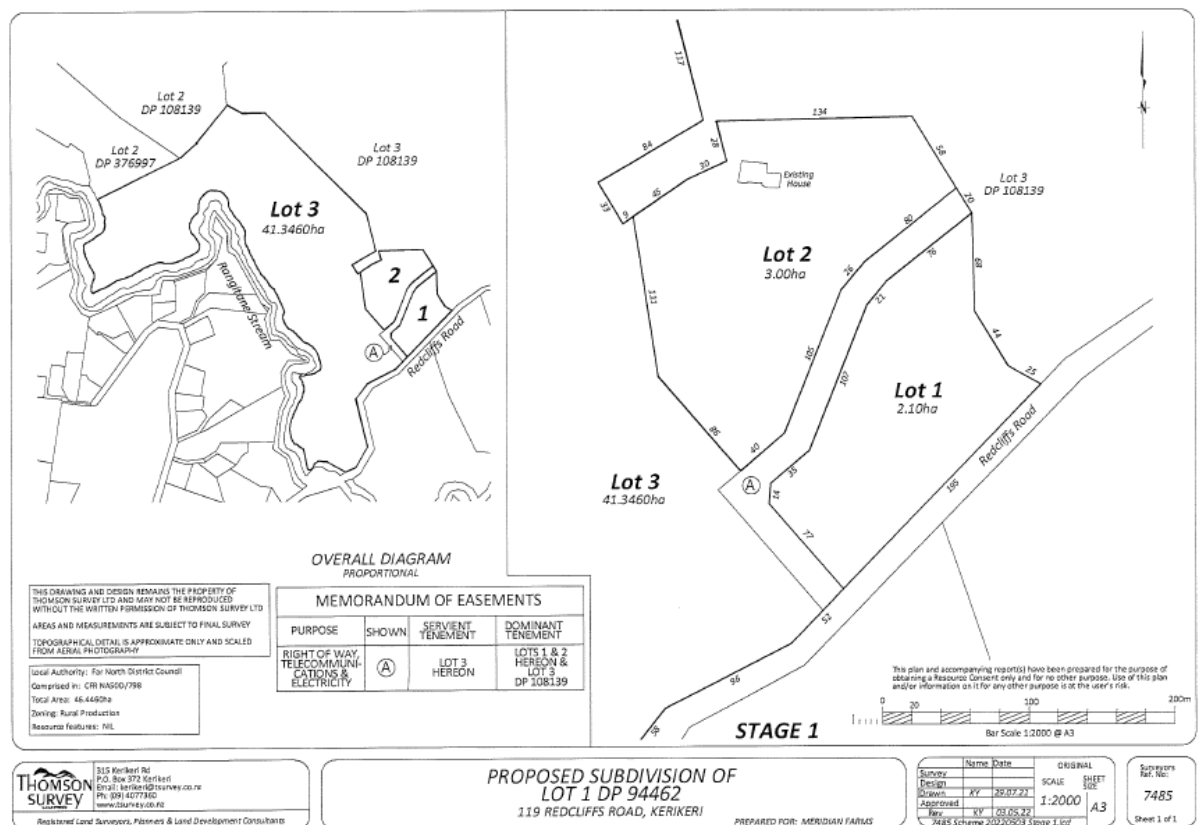 Lot 2
DP 108139
Lot 2
DP 376997
Lot 3
DP 108139
Lot 3
41.3460ha
2
1
A
Rangitane Stream
Redcliffs Road
OVERALL DIAGRAM
PROPORTIONAL
THIS DRAWING AND DESIGN REMAINS THE PROPERTY OF
THOMSON SURVEY LTD AND MAY NOT BE REPRODUCED
WITHOUT THE WRITTEN PERMISSION OF THOMSON SURVEY LTD
AREAS AND MEASUREMENTS ARE SUBJECT TO FINAL SURVEY
TOPOGRAPHICAL DETAIL IS APPROXIMATE ONLY AND SCALED
FROM AERIAL PHOTOGRAPHY
Local Authority: Far North District Council
Comprised in: CFR NA50D/798
Total Area: 46.4460ha
Zoning: Rural Production
Resource features: NIL
MEMORANDUM OF EASEMENTS
PURPOSE
SHOWN
SERVIENT
TENEMENT
DOMINANT
TENEMENT
RIGHT OF WAY,
TELECOMMUNI-
CATIONS &
ELECTRICITY
A
LOT 3
HEREON
LOTS 1 & 2
HEREON &
LOT 3
DP 108139
117
134
84
28
20
45
33
58
20
Existing
House
Lot 3
DP 108139
80
Lot 2
3.00ha
26
21
68
131
44
105
107
25
Lot 1
2.10ha
Redcliffs Road
86
40
35
A
14
Lot 3
41.3460ha
195
77
52
96
58
STAGE 1
This plan and accompanying report(s) have been prepared for the purpose of
obtaining a Resource Consent only and for no other purpose. Use of this plan
and/or information on it for any other purpose is at the user's risk.
0 20 100 200m
Bar Scale 1:2000 @ A3
THOMSON
SURVEY
315 Kerikeri Rd
P.O. Box 372 Kerikeri
Email: kerikeri@tsurvey.co.nz
Ph: (09) 4077360
www.tsurvey.co.nz
Registered Land Surveyors, Planners & Land Development Consultants
PROPOSED SUBDIVISION OF
LOT 1 DP 94462
119 REDCLIFFS ROAD, KERIKERI
PREPARED FOR: MERIDIAN FARMS
Name Date
Survey
Design
Drawn KY 29.07.21
Approved
Rev KY 03.05.22
7485 Scheme 20220503 Stage 1.lcd
ORIGINAL
SCALE
SHEET
SIZE
1:2000
A3
Surveyors
Ref. No:
7485
Sheet 1 of 1